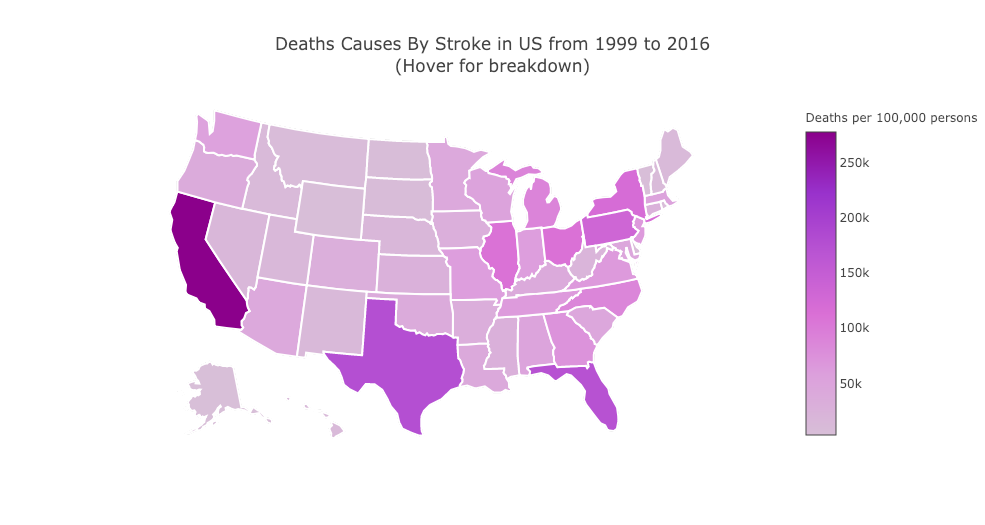 Deaths Causes By Stroke in US from 1999 to 2016
(Hover for breakdown)
Deaths per 100,000 persons
250k
200k
150k
100k
50k